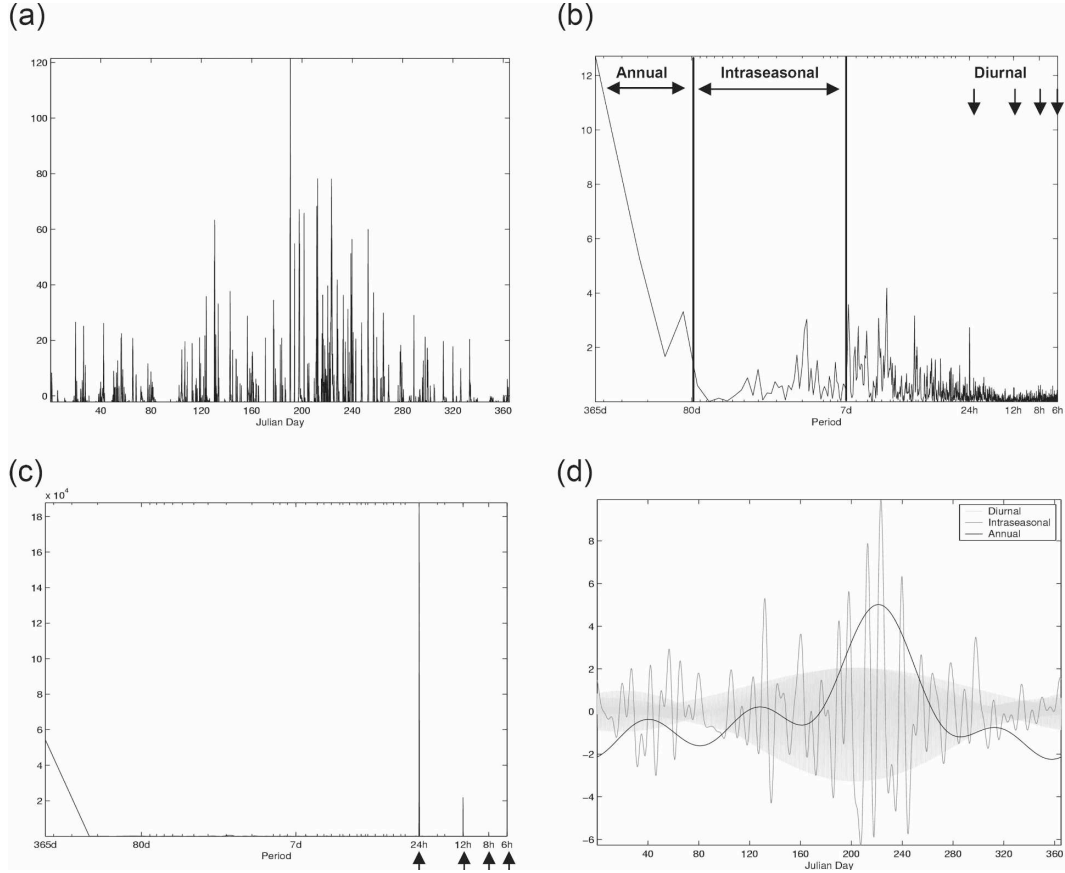 (a)
120
100
80
60
40
20
0
40 80 120 160 200 240 280 320 360
Julian Day
(b)
Annual Intraseasonal Diurnal
12
10
8
6
4
2
365d 80d 7d 24h 12h 8h 6h
Period
(c)
x 10^4
18
16
14
12
10
8
6
4
2
365d 80d 7d 24h 12h 8h 6h
Period
(d)
Diurnal
Intraseasonal
Annual
8
6
4
2
0
−2
−4
−6
40 80 120 160 200 240 280 320 360
Julian Day